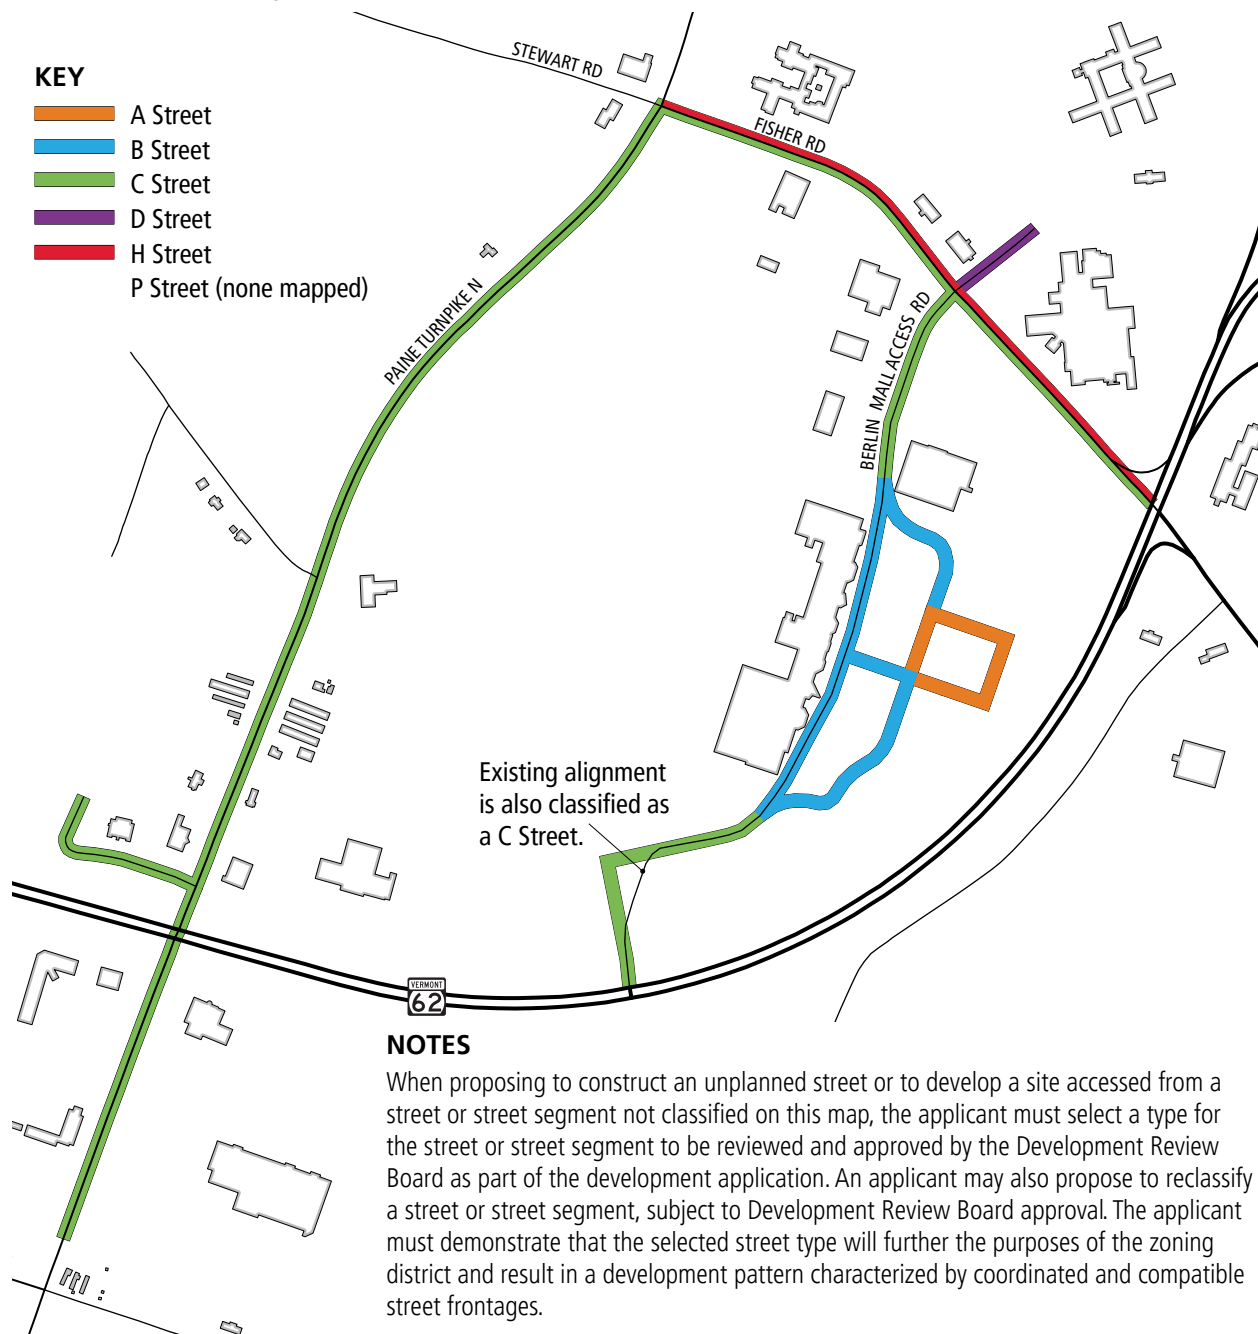 KEY
A Street
B Street
C Street
D Street
H Street
P Street (none mapped)
STEWART RD
FISHER RD
PAINE TURNPIKE N
BERLIN MALL ACCESS RD
Existing alignment
is also classified as
a C Street.
VERMONT
62
NOTES
When proposing to construct an unplanned street or to develop a site accessed from a
street or street segment not classified on this map, the applicant must select a type for
the street or street segment to be reviewed and approved by the Development Review
Board as part of the development application. An applicant may also propose to reclassify
a street or street segment, subject to Development Review Board approval. The applicant
must demonstrate that the selected street type will further the purposes of the zoning
district and result in a development pattern characterized by coordinated and compatible
street frontages.